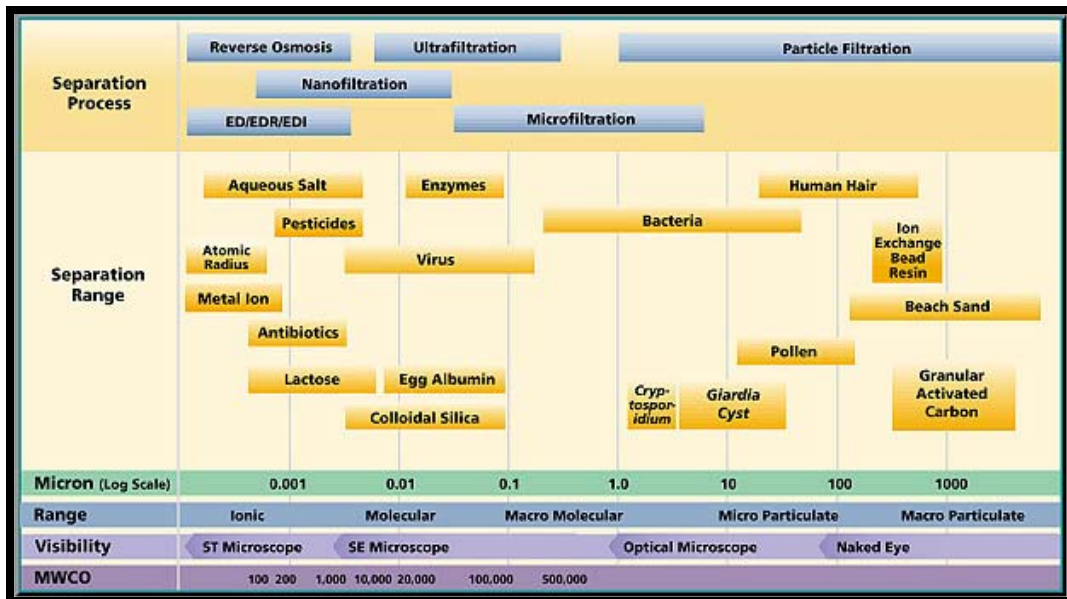 Reverse Osmosis
Ultrafiltration
Particle Filtration
Separation
Process
Nanofiltration
ED/EDR/EDI
Microfiltration
Aqueous Salt
Enzymes
Human Hair
Pesticides
Bacteria
Ion
Exchange
Bead
Resin
Atomic
Radius
Virus
Separation
Range
Metal Ion
Beach Sand
Antibiotics
Pollen
Lactose
Egg Albumin
Cryp-
tospor-
idium
Giardia
Cyst
Granular
Activated
Carbon
Colloidal Silica
Micron (Log Scale) 0.001 0.01 0.1 1.0 10 100 1000
Range Ionic Molecular Macro Molecular Micro Particulate Macro Particulate
Visibility ST Microscope SE Microscope Optical Microscope Naked Eye
MWCO 100 200 1,000 10,000 20,000 100,000 500,000